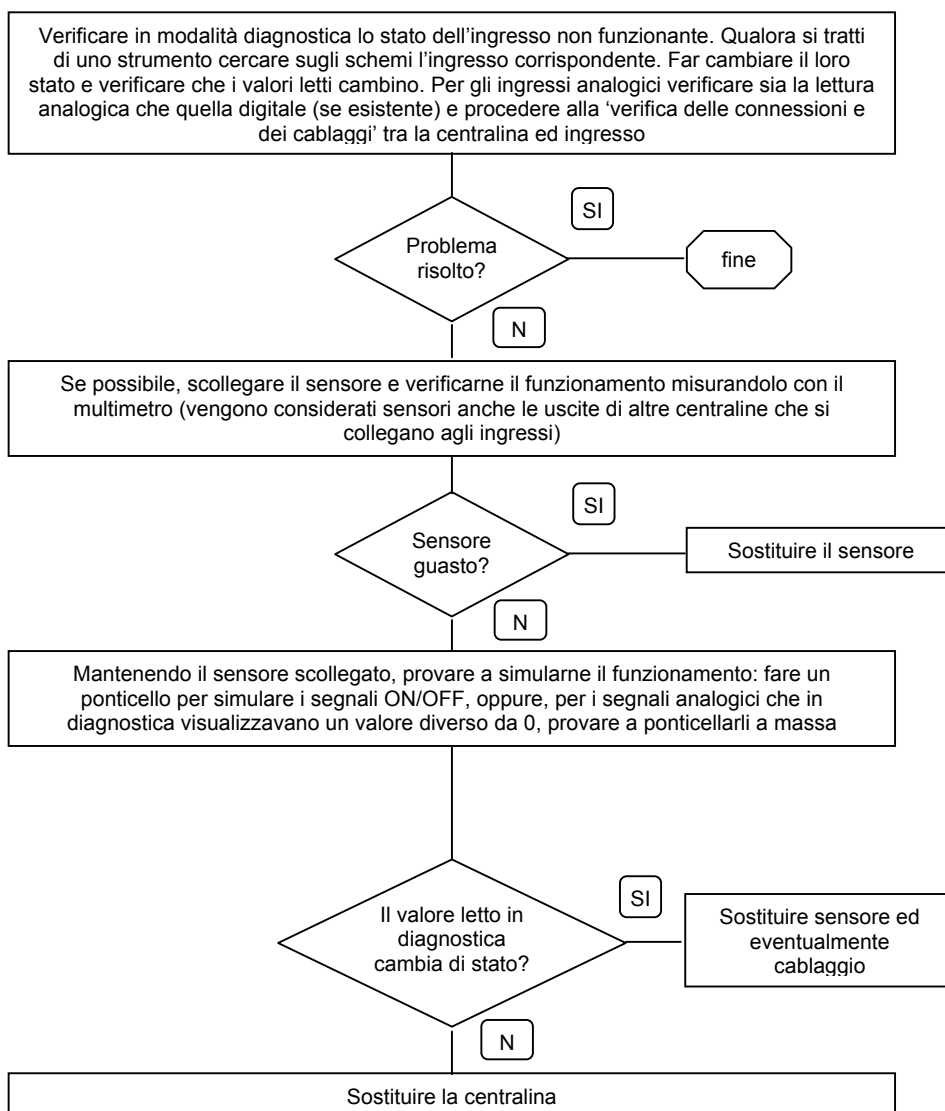 Verificare in modalità diagnostica lo stato dell’ingresso non funzionante. Qualora si tratti
di uno strumento cercare sugli schemi l’ingresso corrispondente. Far cambiare il loro
stato e verificare che i valori letti cambino. Per gli ingressi analogici verificare sia la lettura
analogica che quella digitale (se esistente) e procedere alla ‘verifica delle connessioni e
dei cablaggi’ tra la centralina ed ingresso
SI
Problema
risolto?
fine
N
Se possibile, scollegare il sensore e verificarne il funzionamento misurandolo con il
multimetro (vengono considerati sensori anche le uscite di altre centraline che si
collegano agli ingressi)
SI
Sensore
guasto?
Sostituire il sensore
N
Mantenendo il sensore scollegato, provare a simularne il funzionamento: fare un
ponticello per simulare i segnali ON/OFF, oppure, per i segnali analogici che in
diagnostica visualizzavano un valore diverso da 0, provare a ponticellarli a massa
SI
Il valore letto in
diagnostica
cambia di stato?
Sostituire sensore ed
eventualmente
cablaggio
N
Sostituire la centralina